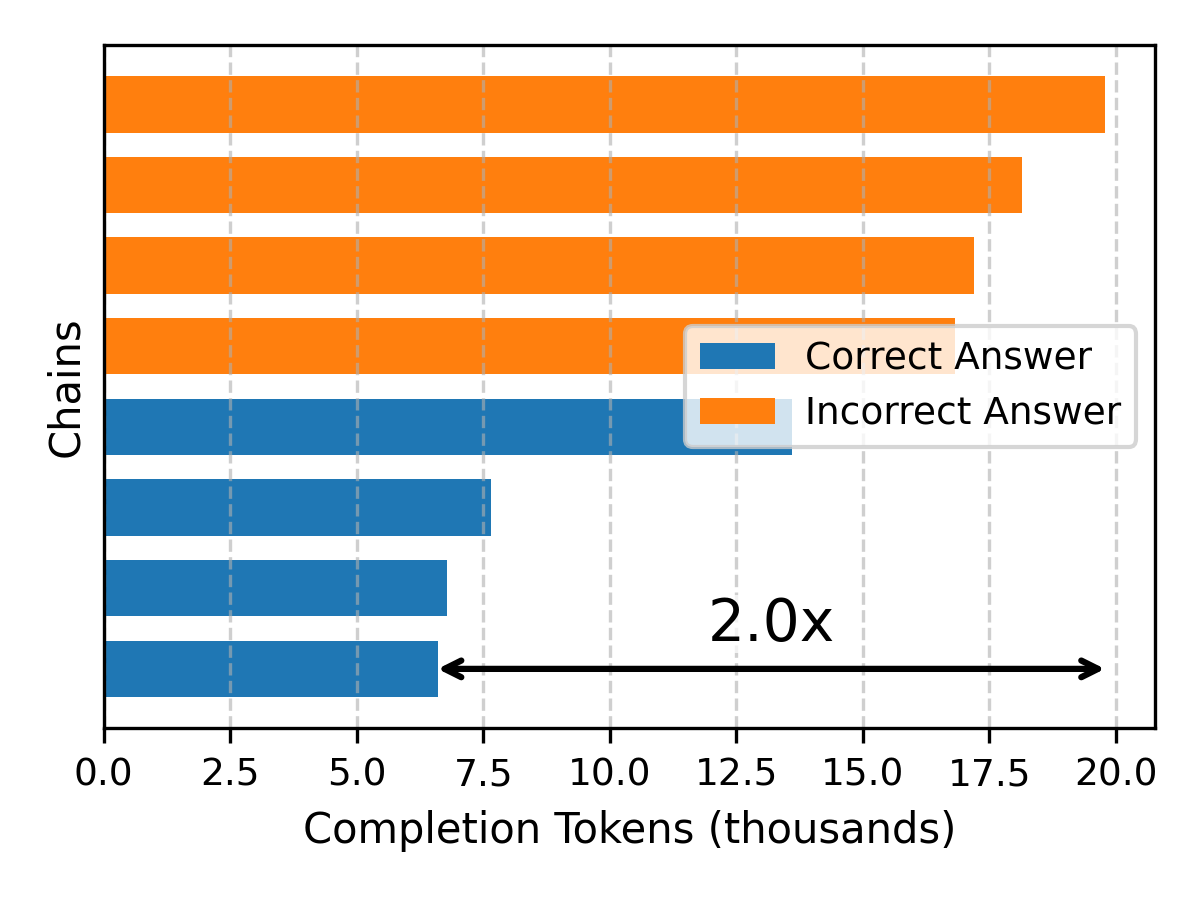 Chains
Correct Answer
Incorrect Answer
2.0x
0.0 2.5 5.0 7.5 10.0 12.5 15.0 17.5 20.0
Completion Tokens (thousands)